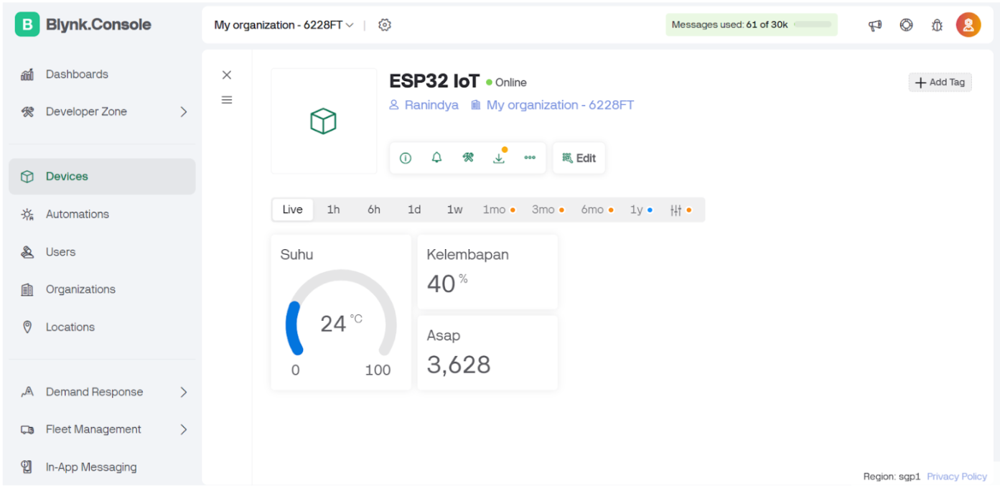 B Blynk.Console
My organization - 6228FT
Messages used: 61 of 30k
Dashboards
Developer Zone
Devices
Automations
Users
Organizations
Locations
Demand Response
Fleet Management
In-App Messaging
ESP32 IoT Online
Ranindya My organization - 6228FT
Add Tag
Edit
Live 1h 6h 1d 1w 1mo 3mo 6mo 1y
Suhu
24 °C
0 100
Kelembapan
40 %
Asap
3,628
Region: sgp1 Privacy Policy